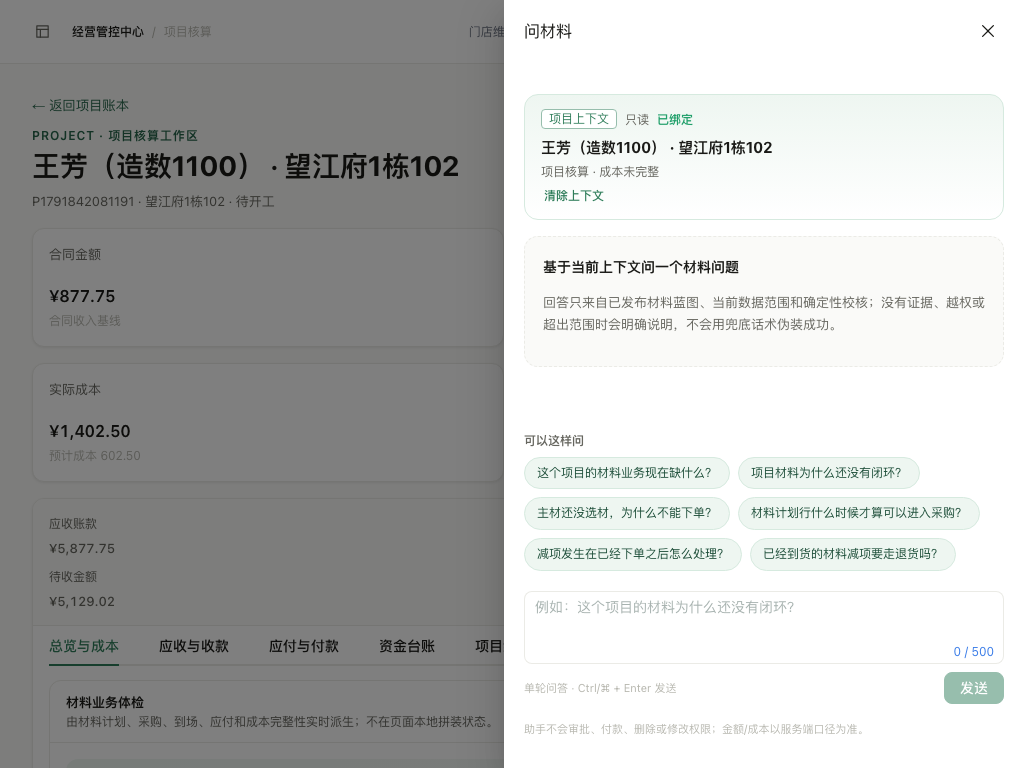 经营管控中心 / 项目核算
门店维
← 返回项目账本
PROJECT · 项目核算工作区
王芳（造数1100） · 望江府1栋102
P1791842081191 · 望江府1栋102 · 待开工
合同金额
¥877.75
合同收入基线
实际成本
¥1,402.50
预计成本 602.50
应收账款
¥5,877.75
待收金额
¥5,129.02
总览与成本 应收与收款 应付与付款 资金台账 项目
材料业务体检
由材料计划、采购、到场、应付和成本完整性实时派生；不在页面本地拼装状态。
问材料
项目上下文 只读 已绑定
王芳（造数1100） · 望江府1栋102
项目核算 · 成本未完整
清除上下文
基于当前上下文问一个材料问题
回答只来自已发布材料蓝图、当前数据范围和确定性校核；没有证据、越权或
超出范围时会明确说明，不会用兜底话术伪装成功。
可以这样问
这个项目的材料业务现在缺什么？ 项目材料为什么还没有闭环？
主材还没选材，为什么不能下单？ 材料计划行什么时候才算可以进入采购？
减项发生在已经下单之后怎么处理？ 已经到货的材料减项要走退货吗？
例如：这个项目的材料为什么还没有闭环？
0 / 500
单轮问答 · Ctrl/⌘ + Enter 发送
发送
助手不会审批、付款、删除或修改权限；金额/成本以服务端口径为准。